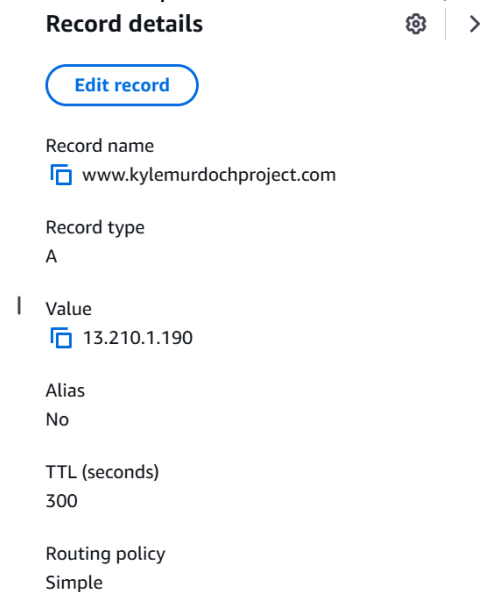 Record details
Edit record
Record name
www.kylemurdochproject.com
Record type
A
Value
13.210.1.190
Alias
No
TTL (seconds)
300
Routing policy
Simple